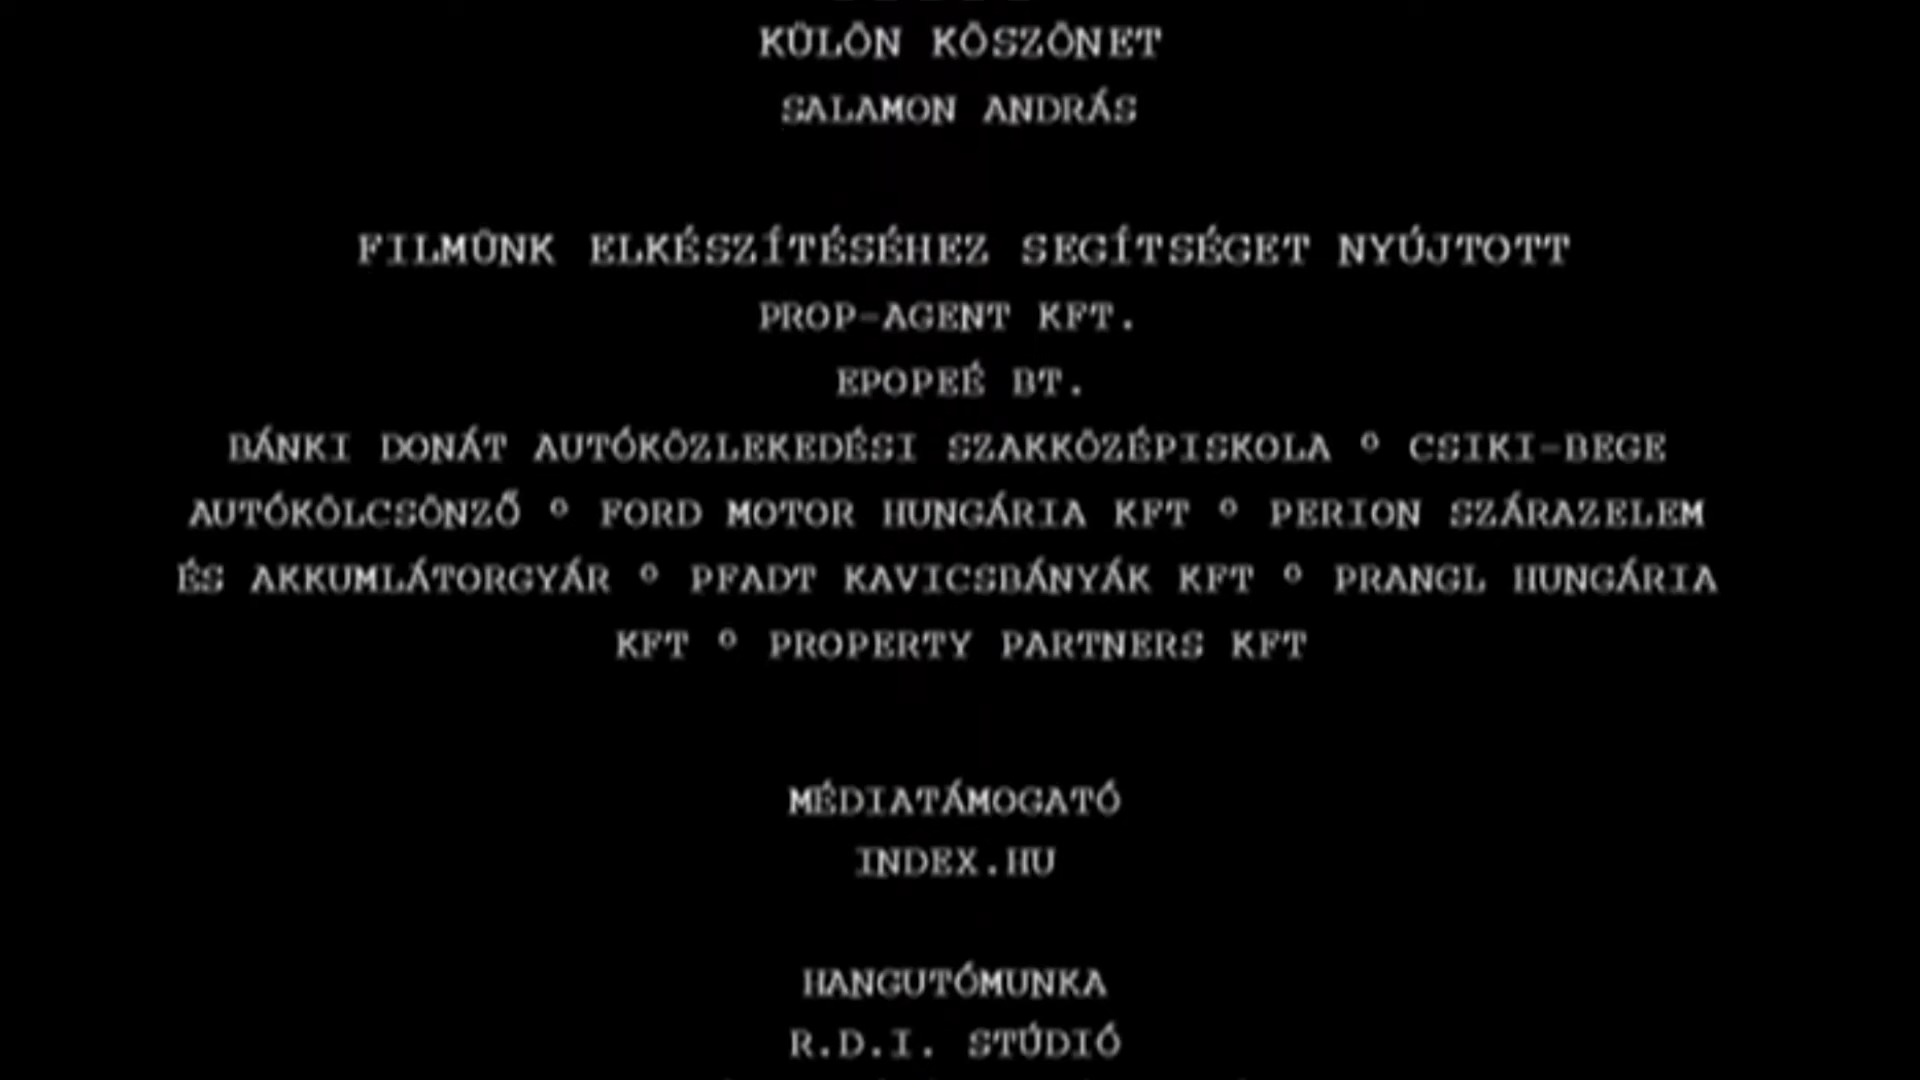 KÜLÖN KÖSZÖNET
SALAMON ANDRÁS
FILMÜNK ELKÉSZÍTÉSÉHEZ SEGÍTSÉGET NYÚJTOTT
PROP-AGENT KFT.
EPOPEÉ BT.
BÁNKI DONÁT AUTÓKÖZLEKEDÉSI SZAKKÖZÉPISKOLA º CSIKI-BEGE
AUTÓKÖLCSÖNZŐ º FORD MOTOR HUNGÁRIA KFT º PERION SZÁRAZELEM
ÉS AKKUMLÁTORGYÁR º PFADT KAVICSBÁNYÁK KFT º PRANGL HUNGÁRIA
KFT º PROPERTY PARTNERS KFT
MÉDIATÁMOGATÓ
INDEX.HU
HANGUTÓMUNKA
R.D.I. STÚDIÓ